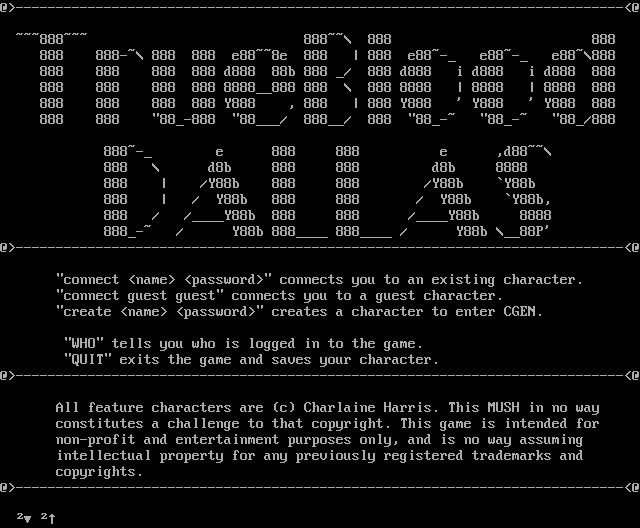 TrueBlood
DALLAS
"connect <name> <password>" connects you to an existing character.
"connect guest guest" connects you to a guest character.
"create <name> <password>" creates a character to enter CGEN.
"WHO" tells you who is logged in to the game.
"QUIT" exits the game and saves your character.
All feature characters are (c) Charlaine Harris. This MUSH in no way
constitutes a challenge to that copyright. This game is intended for
non-profit and entertainment purposes only, and is no way assuming
intellectual property for any previously registered trademarks and
copyrights.
²▼ ²↑